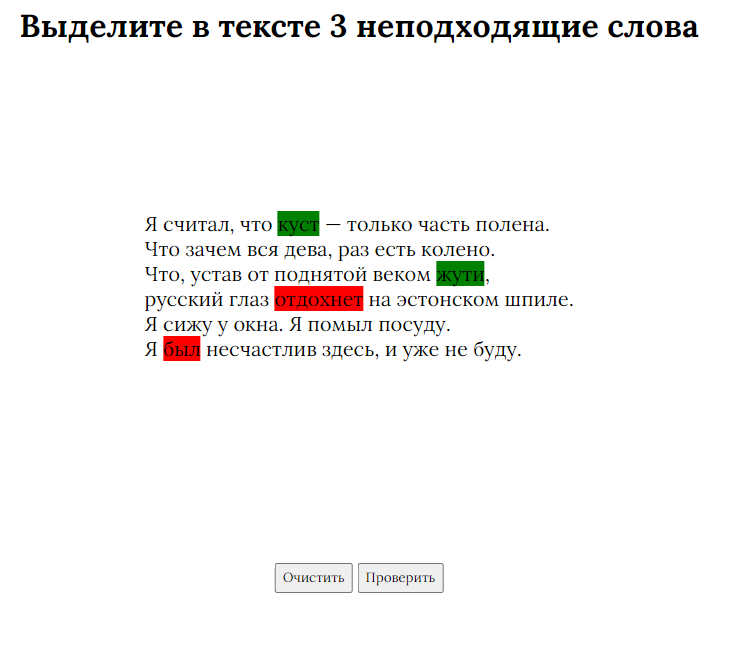 Выделите в тексте 3 неподходящие слова
Я считал, что куст — только часть полена.
Что зачем вся дева, раз есть колено.
Что, устав от поднятой веком жути,
русский глаз отдохнет на эстонском шпиле.
Я сижу у окна. Я помыл посуду.
Я был несчастлив здесь, и уже не буду.
Очистить Проверить